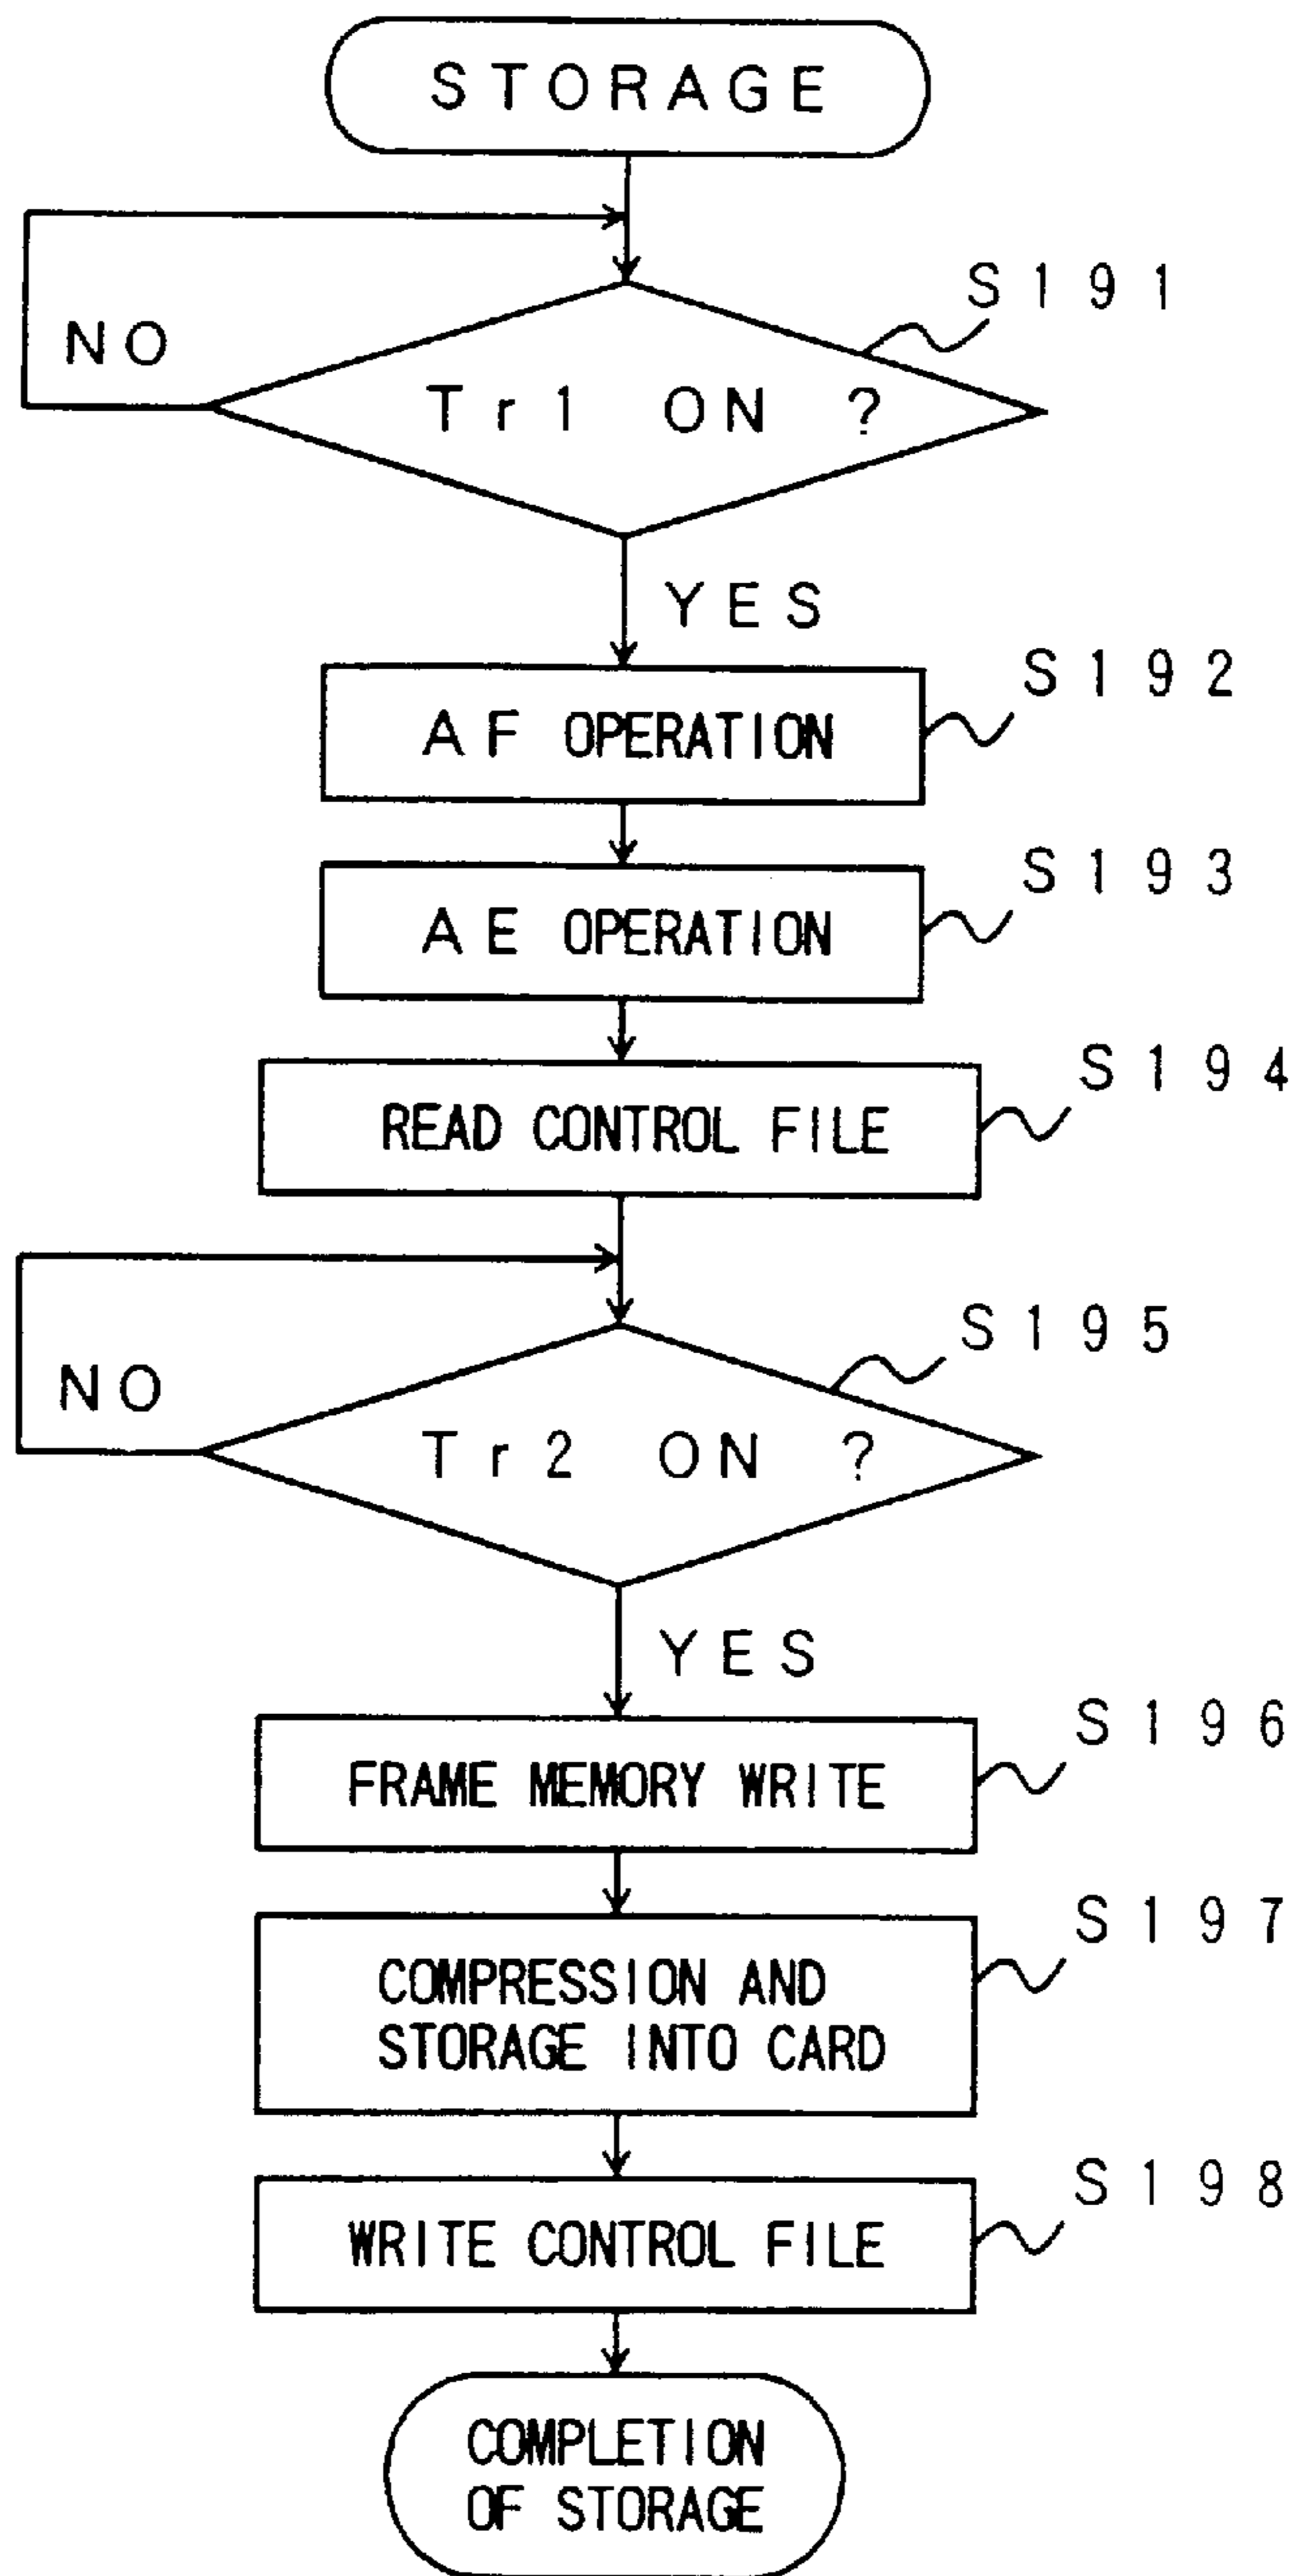 STORAGE
S191
NO
Tr1 ON ?
YES
S192
AF OPERATION
S193
AE OPERATION
S194
READ CONTROL FILE
S195
NO
Tr2 ON ?
YES
S196
FRAME MEMORY WRITE
S197
COMPRESSION AND
STORAGE INTO CARD
S198
WRITE CONTROL FILE
COMPLETION
OF STORAGE